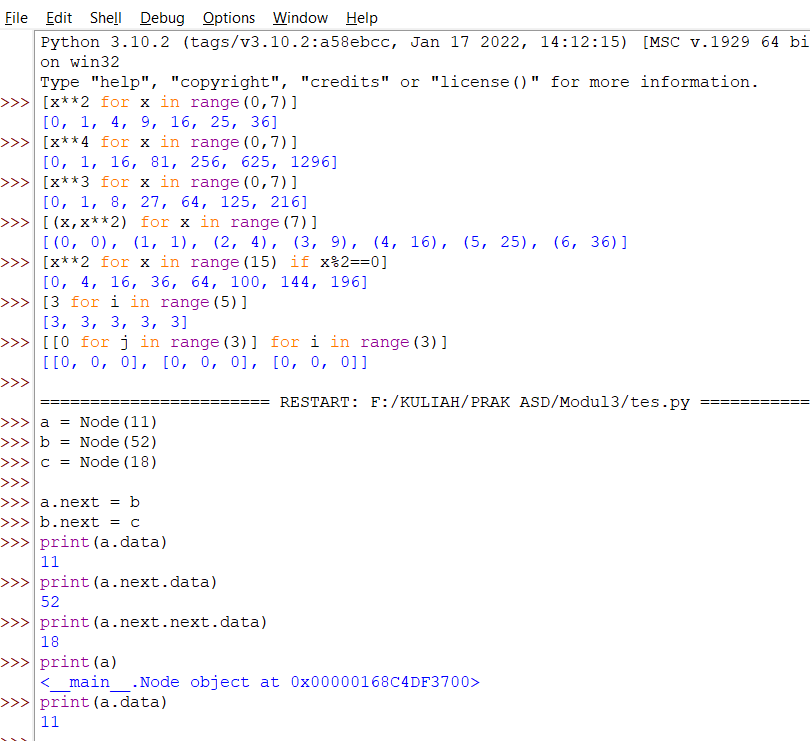 File Edit Shell Debug Options Window Help
Python 3.10.2 (tags/v3.10.2:a58ebcc, Jan 17 2022, 14:12:15) [MSC v.1929 64 bi
on win32
Type "help", "copyright", "credits" or "license()" for more information.
>>> [x**2 for x in range(0,7)]
[0, 1, 4, 9, 16, 25, 36]
>>> [x**4 for x in range(0,7)]
[0, 1, 16, 81, 256, 625, 1296]
>>> [x**3 for x in range(0,7)]
[0, 1, 8, 27, 64, 125, 216]
>>> [(x,x**2) for x in range(7)]
[(0, 0), (1, 1), (2, 4), (3, 9), (4, 16), (5, 25), (6, 36)]
>>> [x**2 for x in range(15) if x%2==0]
[0, 4, 16, 36, 64, 100, 144, 196]
>>> [3 for i in range(5)]
[3, 3, 3, 3, 3]
>>> [[0 for j in range(3)] for i in range(3)]
[[0, 0, 0], [0, 0, 0], [0, 0, 0]]
>>>
======================= RESTART: F:/KULIAH/PRAK ASD/Modul3/tes.py ===========
>>> a = Node(11)
>>> b = Node(52)
>>> c = Node(18)
>>>
>>> a.next = b
>>> b.next = c
>>> print(a.data)
11
>>> print(a.next.data)
52
>>> print(a.next.next.data)
18
>>> print(a)
<__main__.Node object at 0x00000168C4DF3700>
>>> print(a.data)
11
>>>